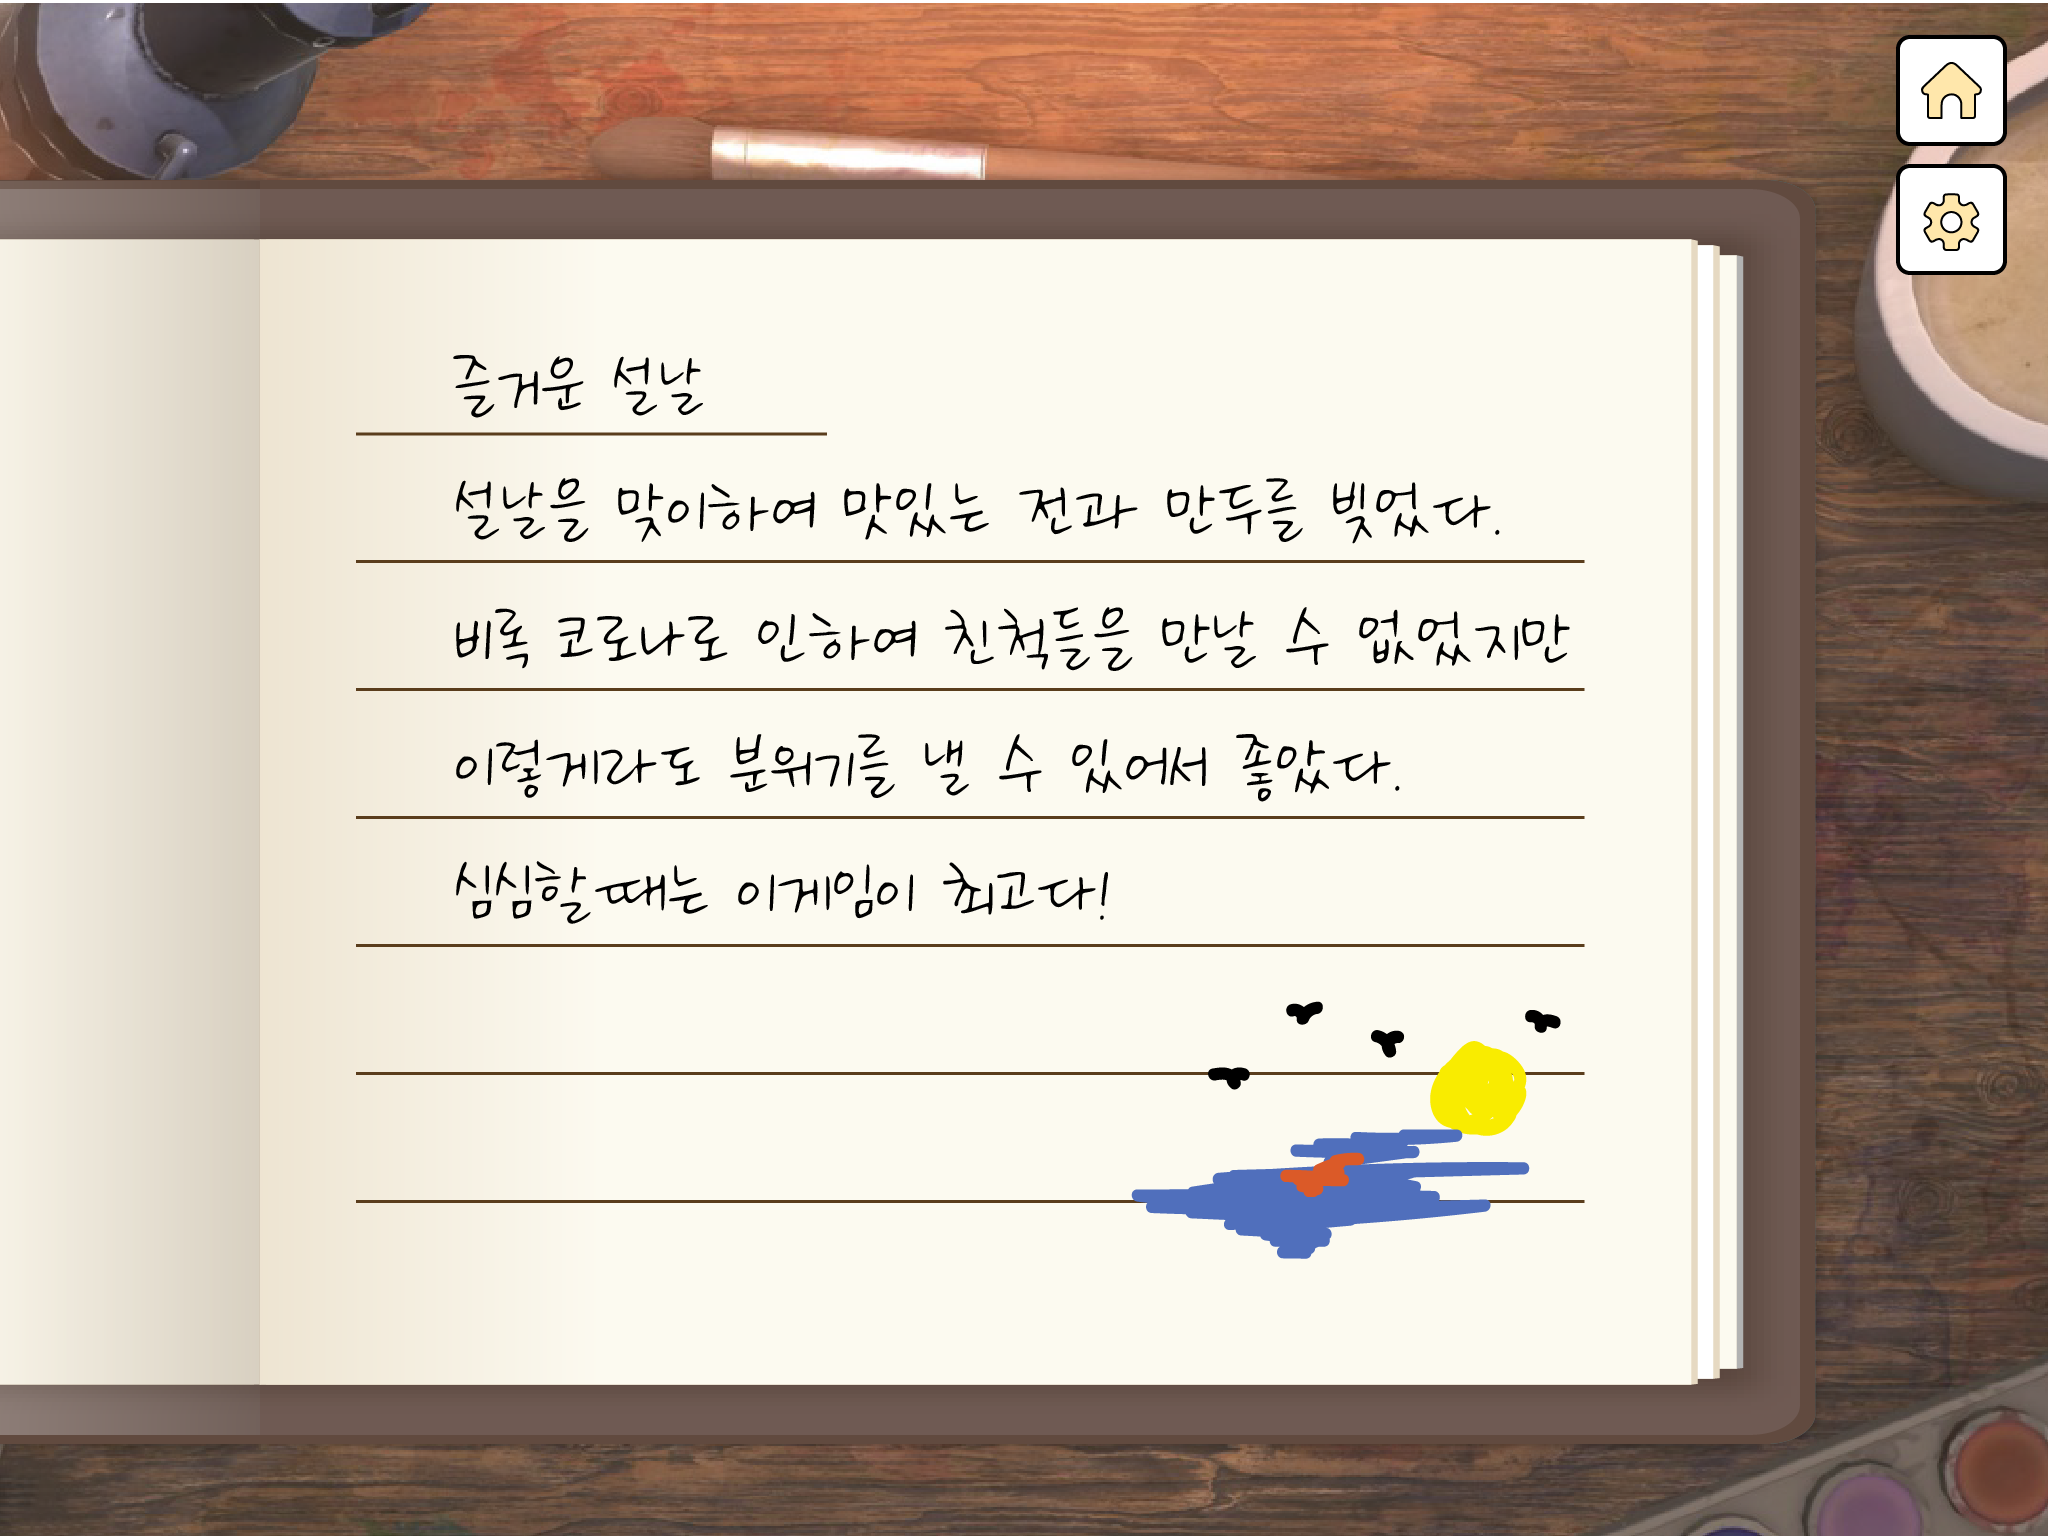 즐거운 설날
설날을 맞이하여 맛있는 전과 만두를 빚었다.
비록 코로나로 인하여 친척들을 만날 수 없었지만
이렇게라도 분위기를 낼 수 있어서 좋았다.
심심할때는 이게임이 최고다!